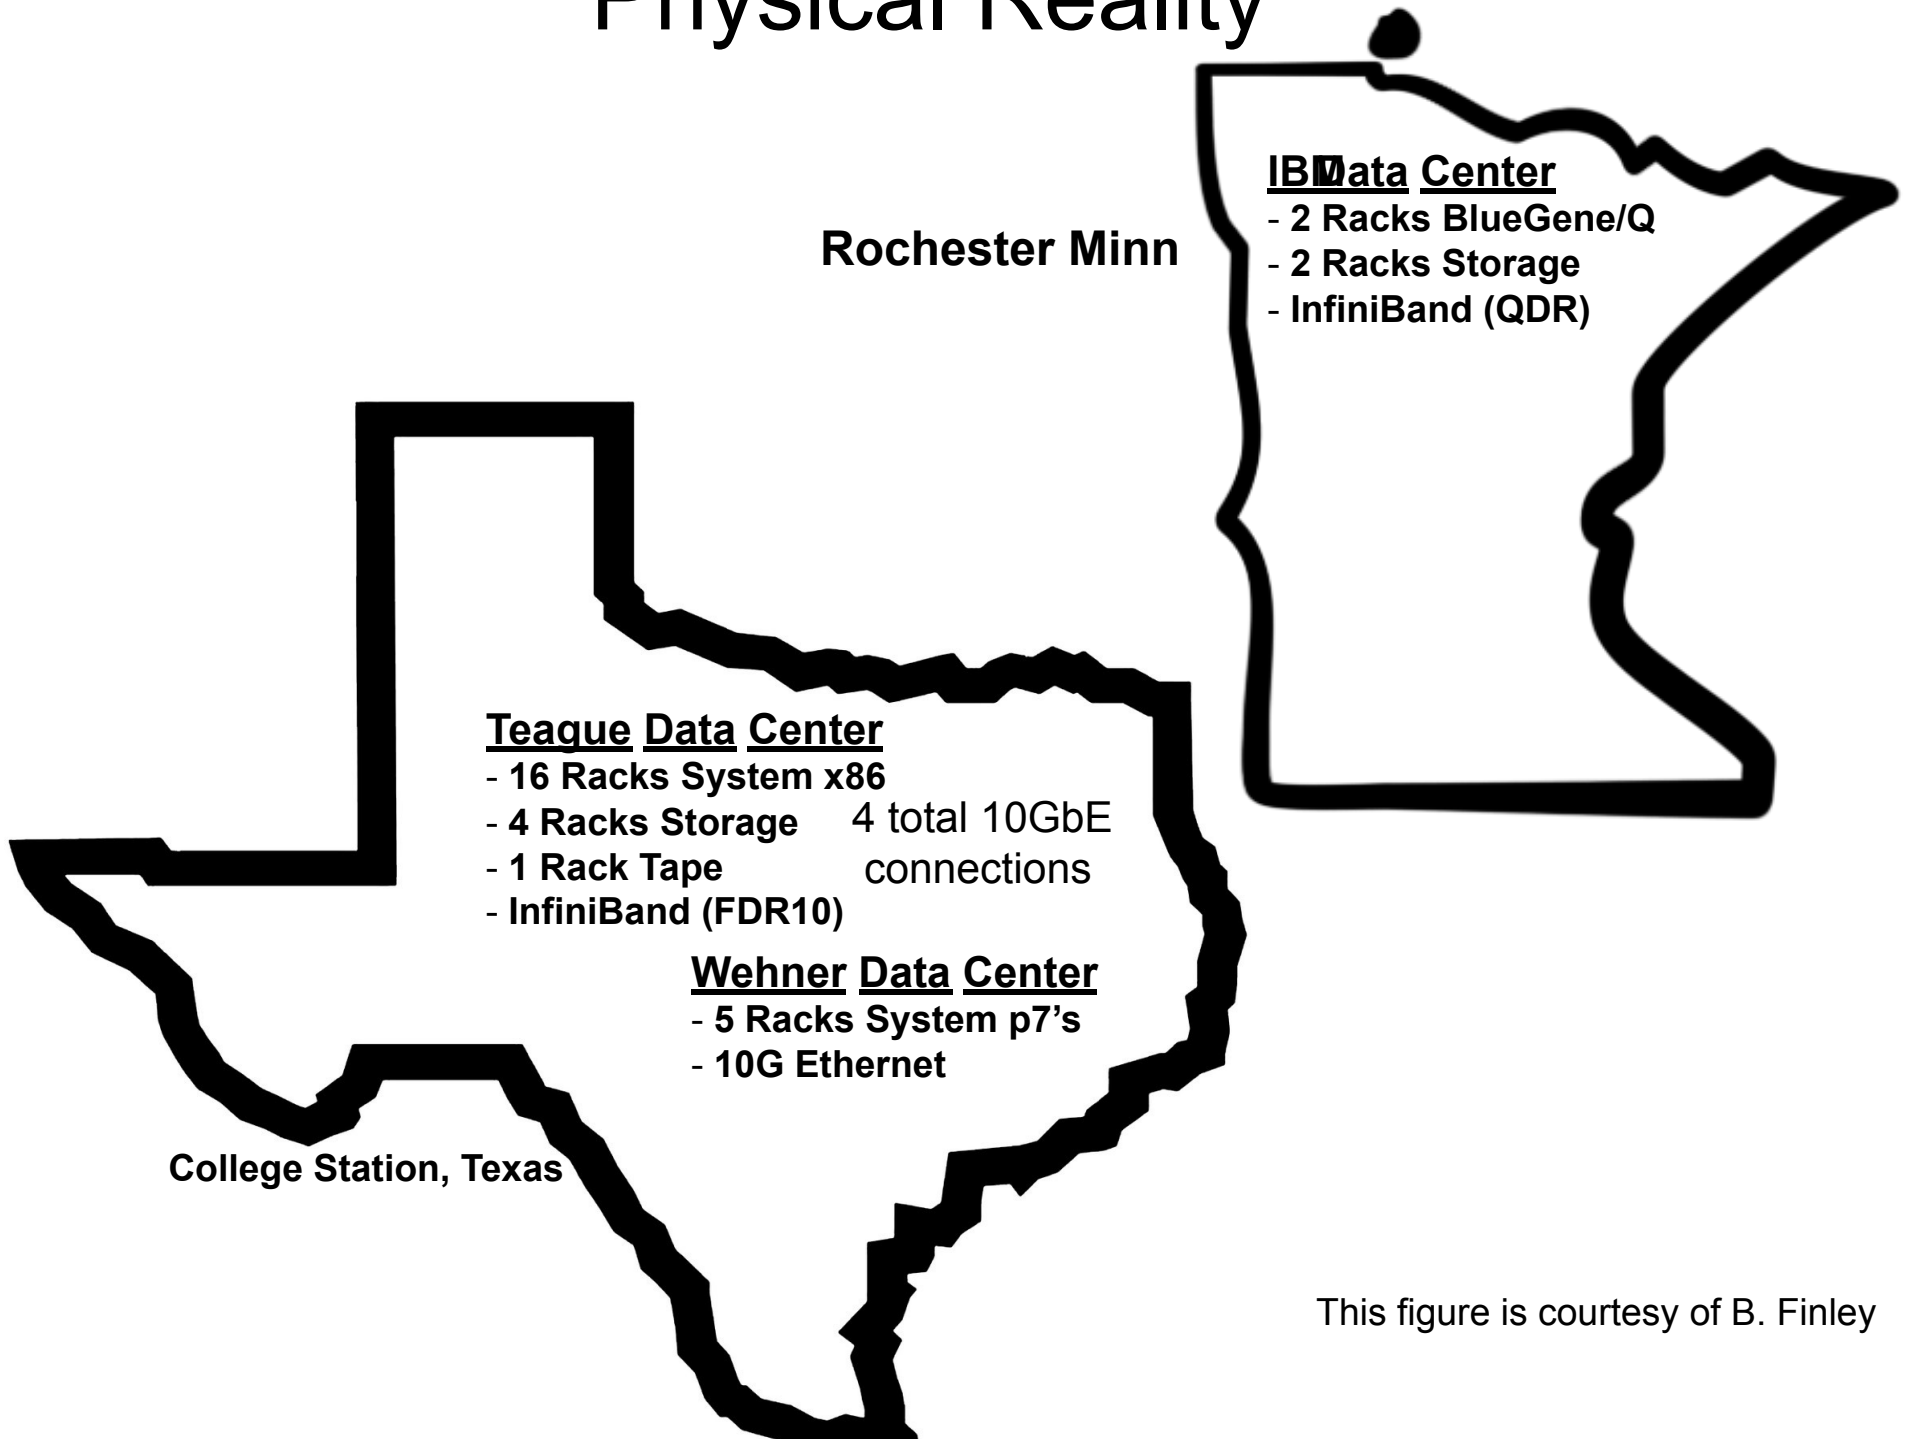 Physical Reality
IBM Data Center
- 2 Racks BlueGene/Q
- 2 Racks Storage
- InfiniBand (QDR)
Rochester Minn
Teague Data Center
- 16 Racks System x86
- 4 Racks Storage
- 1 Rack Tape
- InfiniBand (FDR10)
4 total 10GbE
connections
Wehner Data Center
- 5 Racks System p7’s
- 10G Ethernet
College Station, Texas
This figure is courtesy of B. Finley